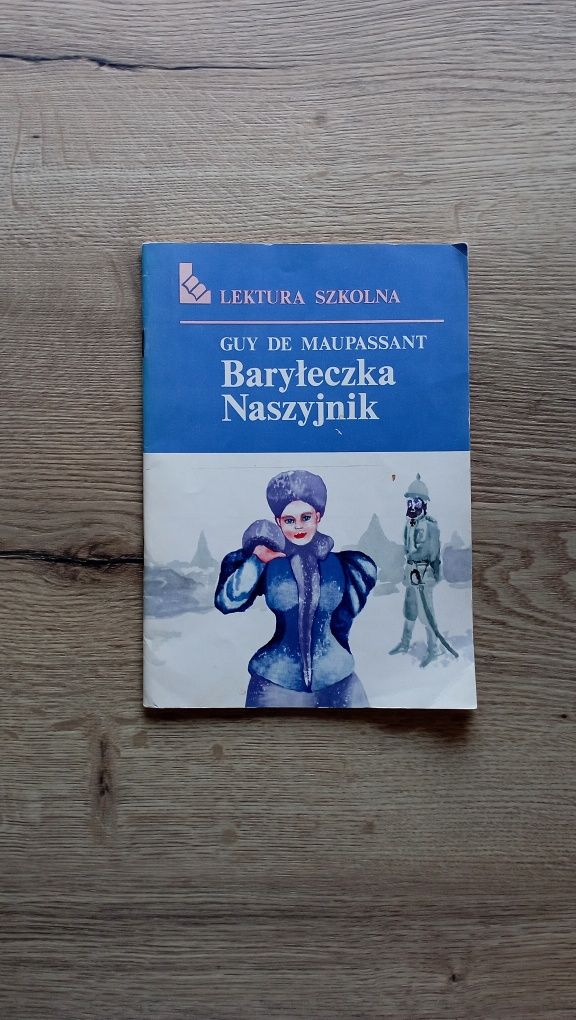 LEKTURA SZKOLNA
GUY DE MAUPASSANT
Baryłeczka
Naszyjnik